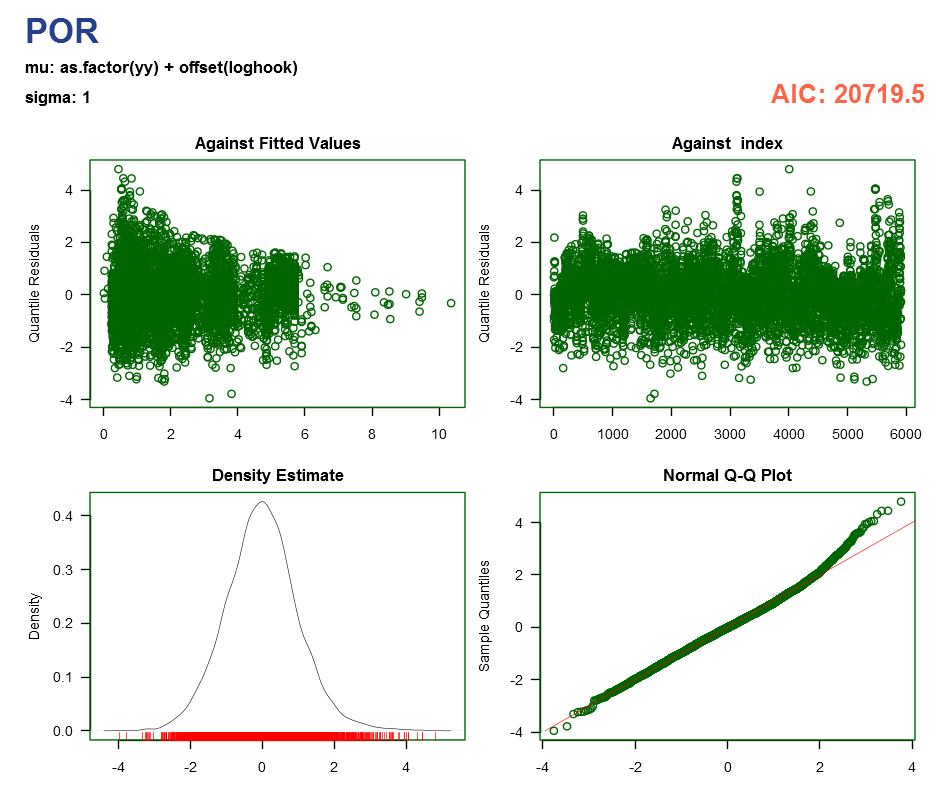 POR
mu: as.factor(yy) + offset(loghook)
sigma: 1
AIC: 20719.5
Against Fitted Values
Quantile Residuals
4
2
0
-2
-4
0 2 4 6 8 10
Against  index
Quantile Residuals
4
2
0
-2
-4
0 1000 2000 3000 4000 5000 6000
Density Estimate
Density
0.4
0.3
0.2
0.1
0.0
-4 -2 0 2 4
Normal Q-Q Plot
Sample Quantiles
4
2
0
-2
-4
-4 -2 0 2 4